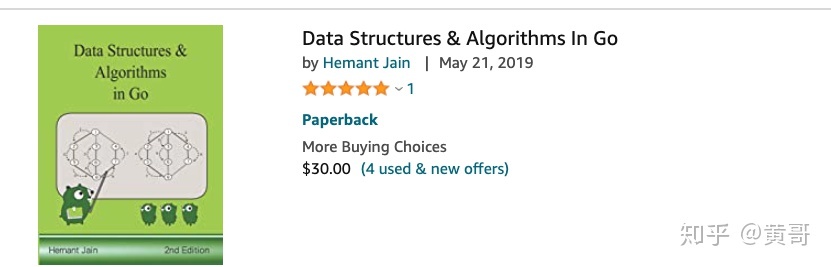 Data Structures &
Algorithms
in Go
Hemant Jain 2nd Edition
Data Structures & Algorithms In Go
by Hemant Jain | May 21, 2019
1
Paperback
More Buying Choices
$30.00 (4 used & new offers)
知乎 @黄哥